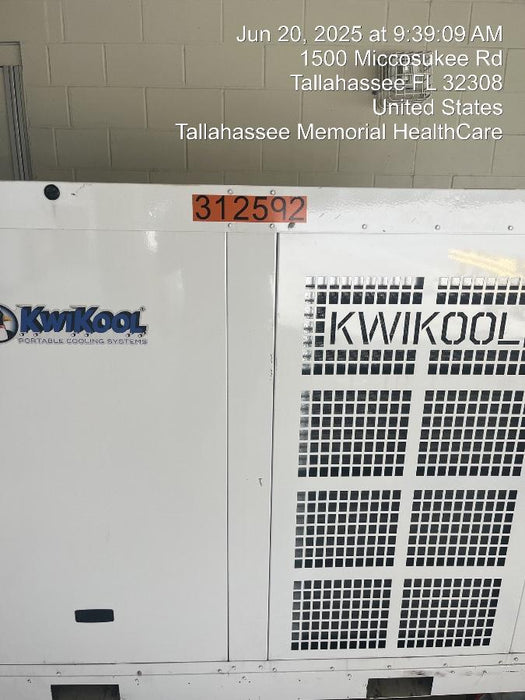 Jun 20, 2025 at 9:39:09 AM
1500 Miccosukee Rd
Tallahassee FL 32308
United States
Tallahassee Memorial HealthCare
312592
KWIKOOL
PORTABLE COOLING SYSTEMS
KWIKOOL